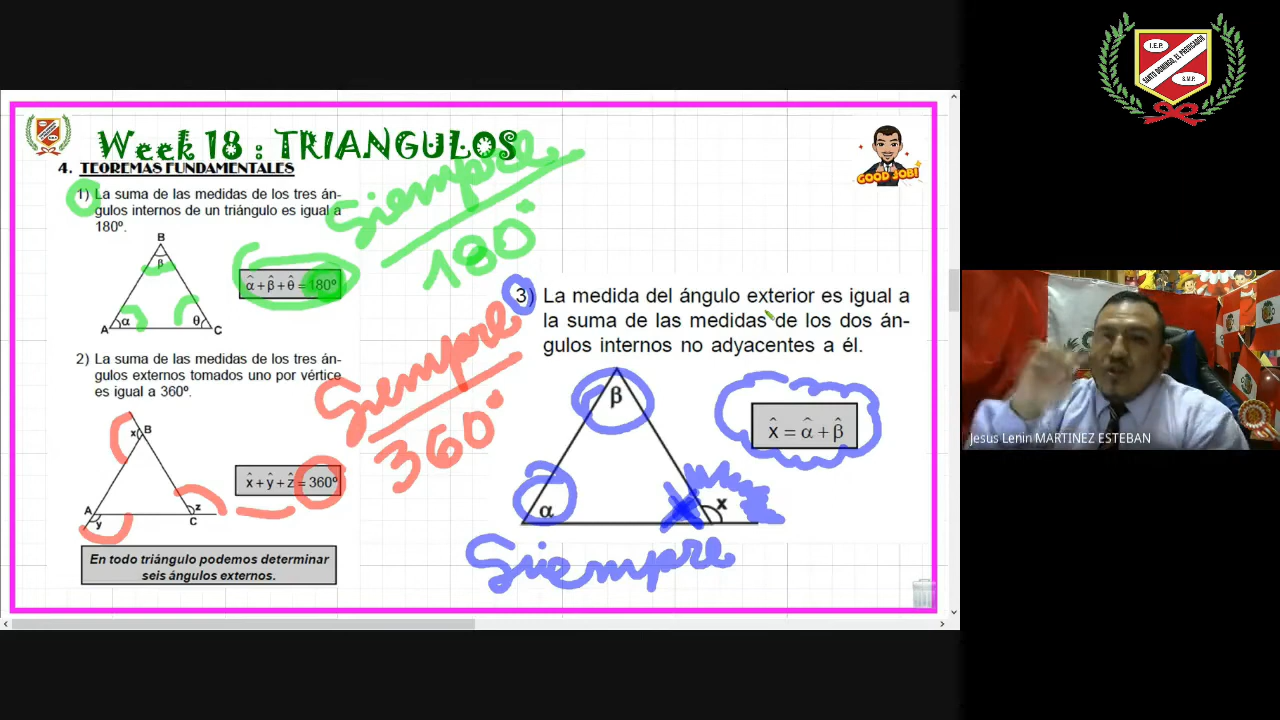 I.E.P.
SANTO DOMINGO, EL PREDICADOR
S.M.P.
Week 18 : TRIANGULOS
4. TEOREMAS FUNDAMENTALES
1) La suma de las medidas de los tres án-
gulos internos de un triángulo es igual a
180º.
B
β
A α θ C
α̂ + β̂ + θ̂ = 180º
Siempre
180°
2) La suma de las medidas de los tres án-
gulos externos tomados uno por vértice
es igual a 360º.
x B
A y C z
x̂ + ŷ + ẑ = 360º
Siempre
360°
En todo triángulo podemos determinar
seis ángulos externos.
GOOD JOB!
3) La medida del ángulo exterior es igual a
la suma de las medidas de los dos án-
gulos internos no adyacentes a él.
β
α x
x̂ = α̂ + β̂
Siempre
Jesus Lenin MARTINEZ ESTEBAN